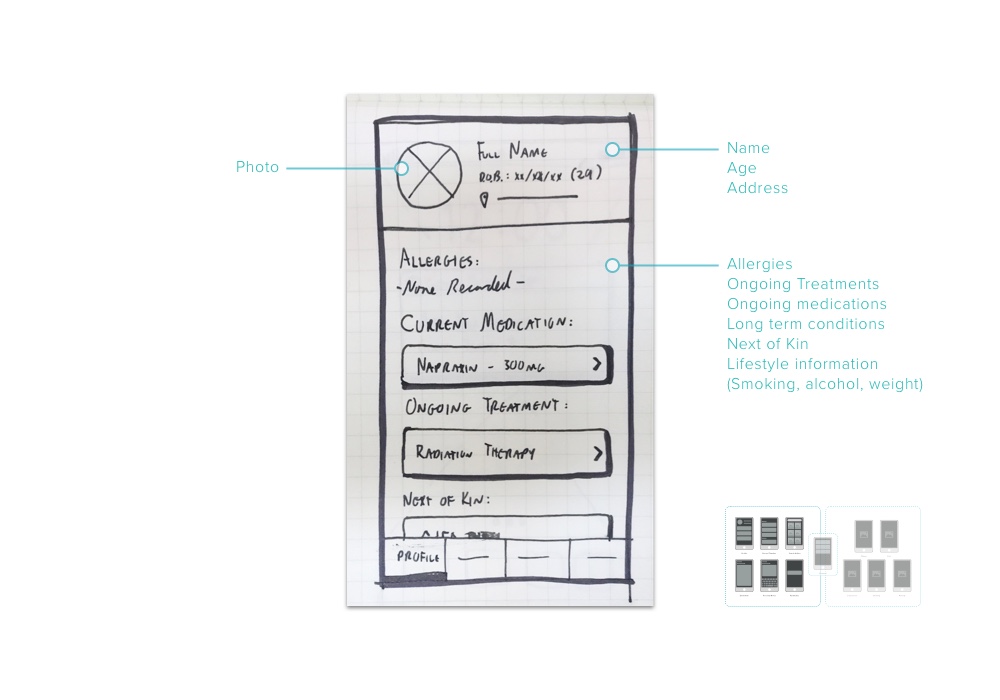 Photo
FULL NAME
D.O.B.: xx/xx/xx (29)
ALLERGIES:
-None Recorded-
CURRENT MEDICATION:
NAPRAXIN - 300MG
ONGOING TREATMENT:
RADIATION THERAPY
NEXT OF KIN:
PROFILE
Name
Age
Address
Allergies
Ongoing Treatments
Ongoing medications
Long term conditions
Next of Kin
Lifestyle information
(Smoking, alcohol, weight)